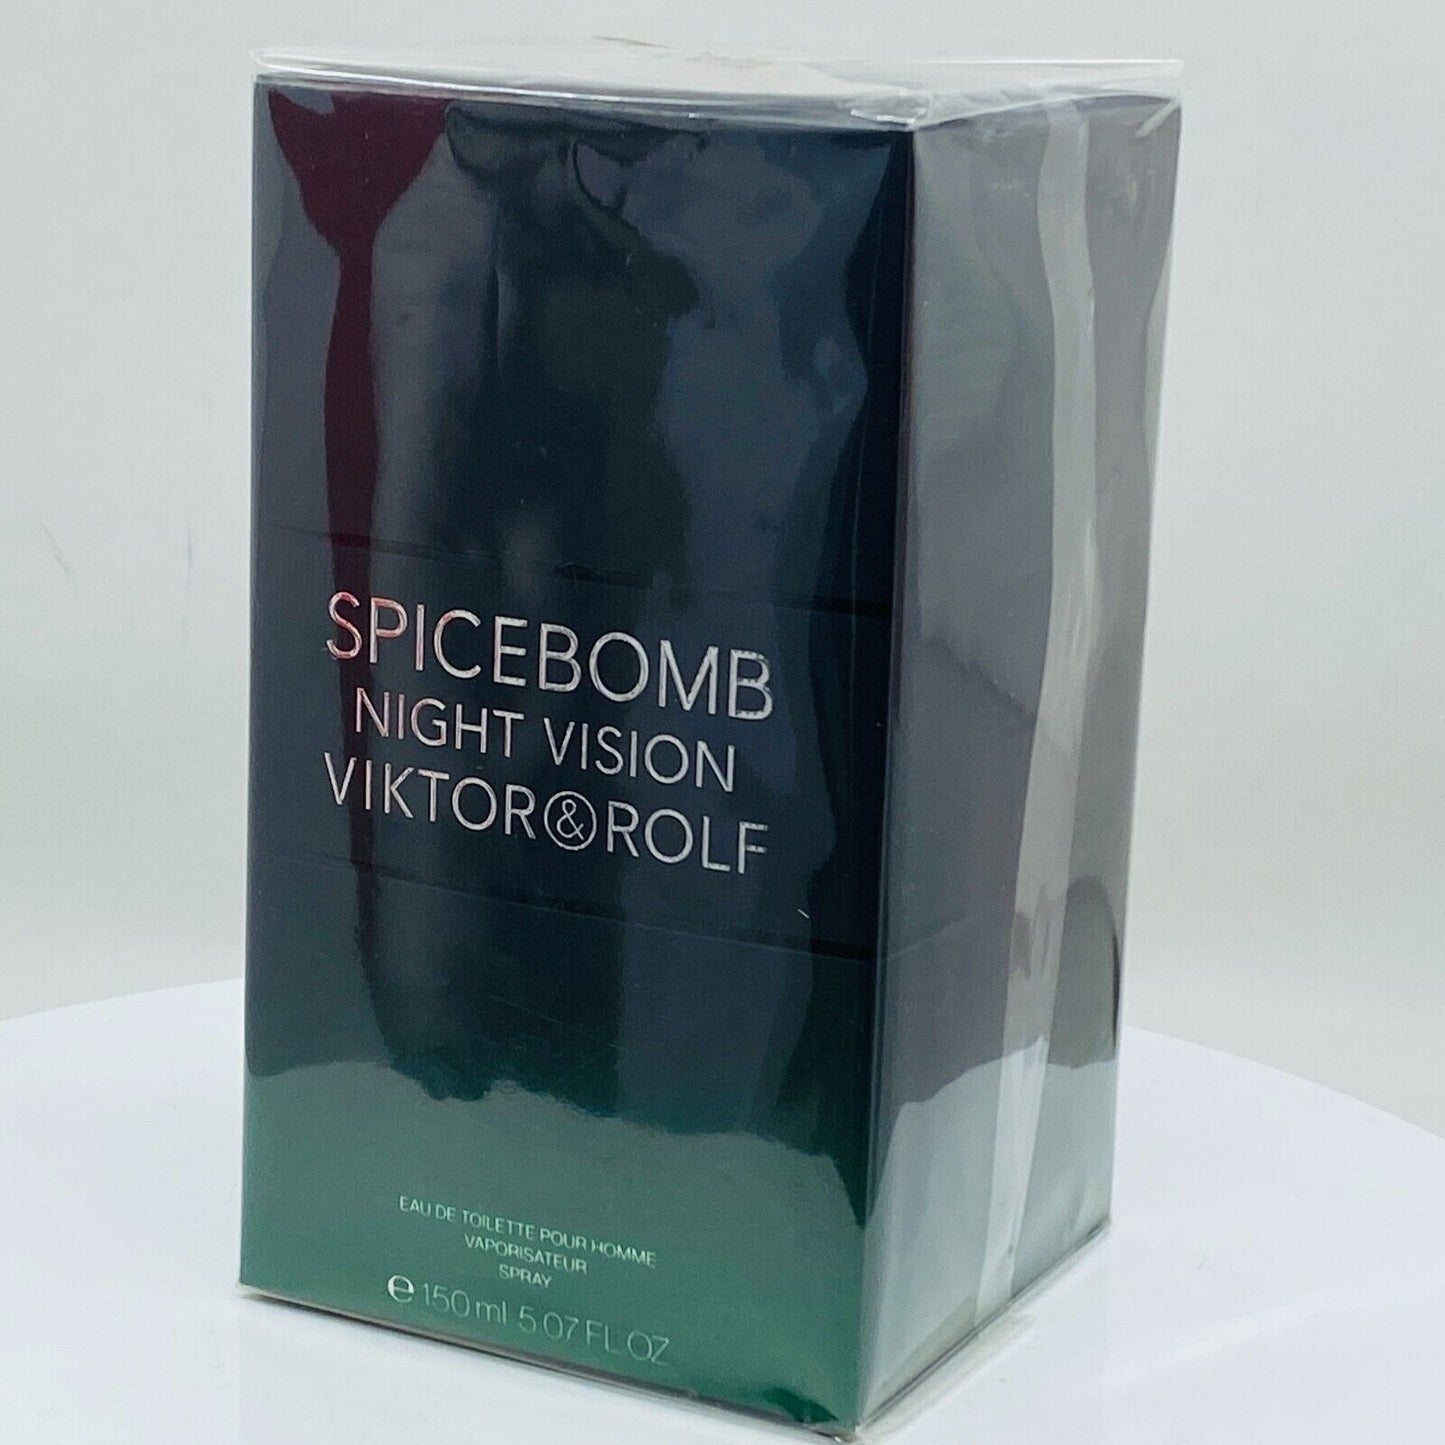 SPICEBOMB
NIGHT VISION
VIKTOR&ROLF
EAU DE TOILETTE POUR HOMME
VAPORISATEUR
SPRAY
℮ 150 ml 5.07 FL.OZ